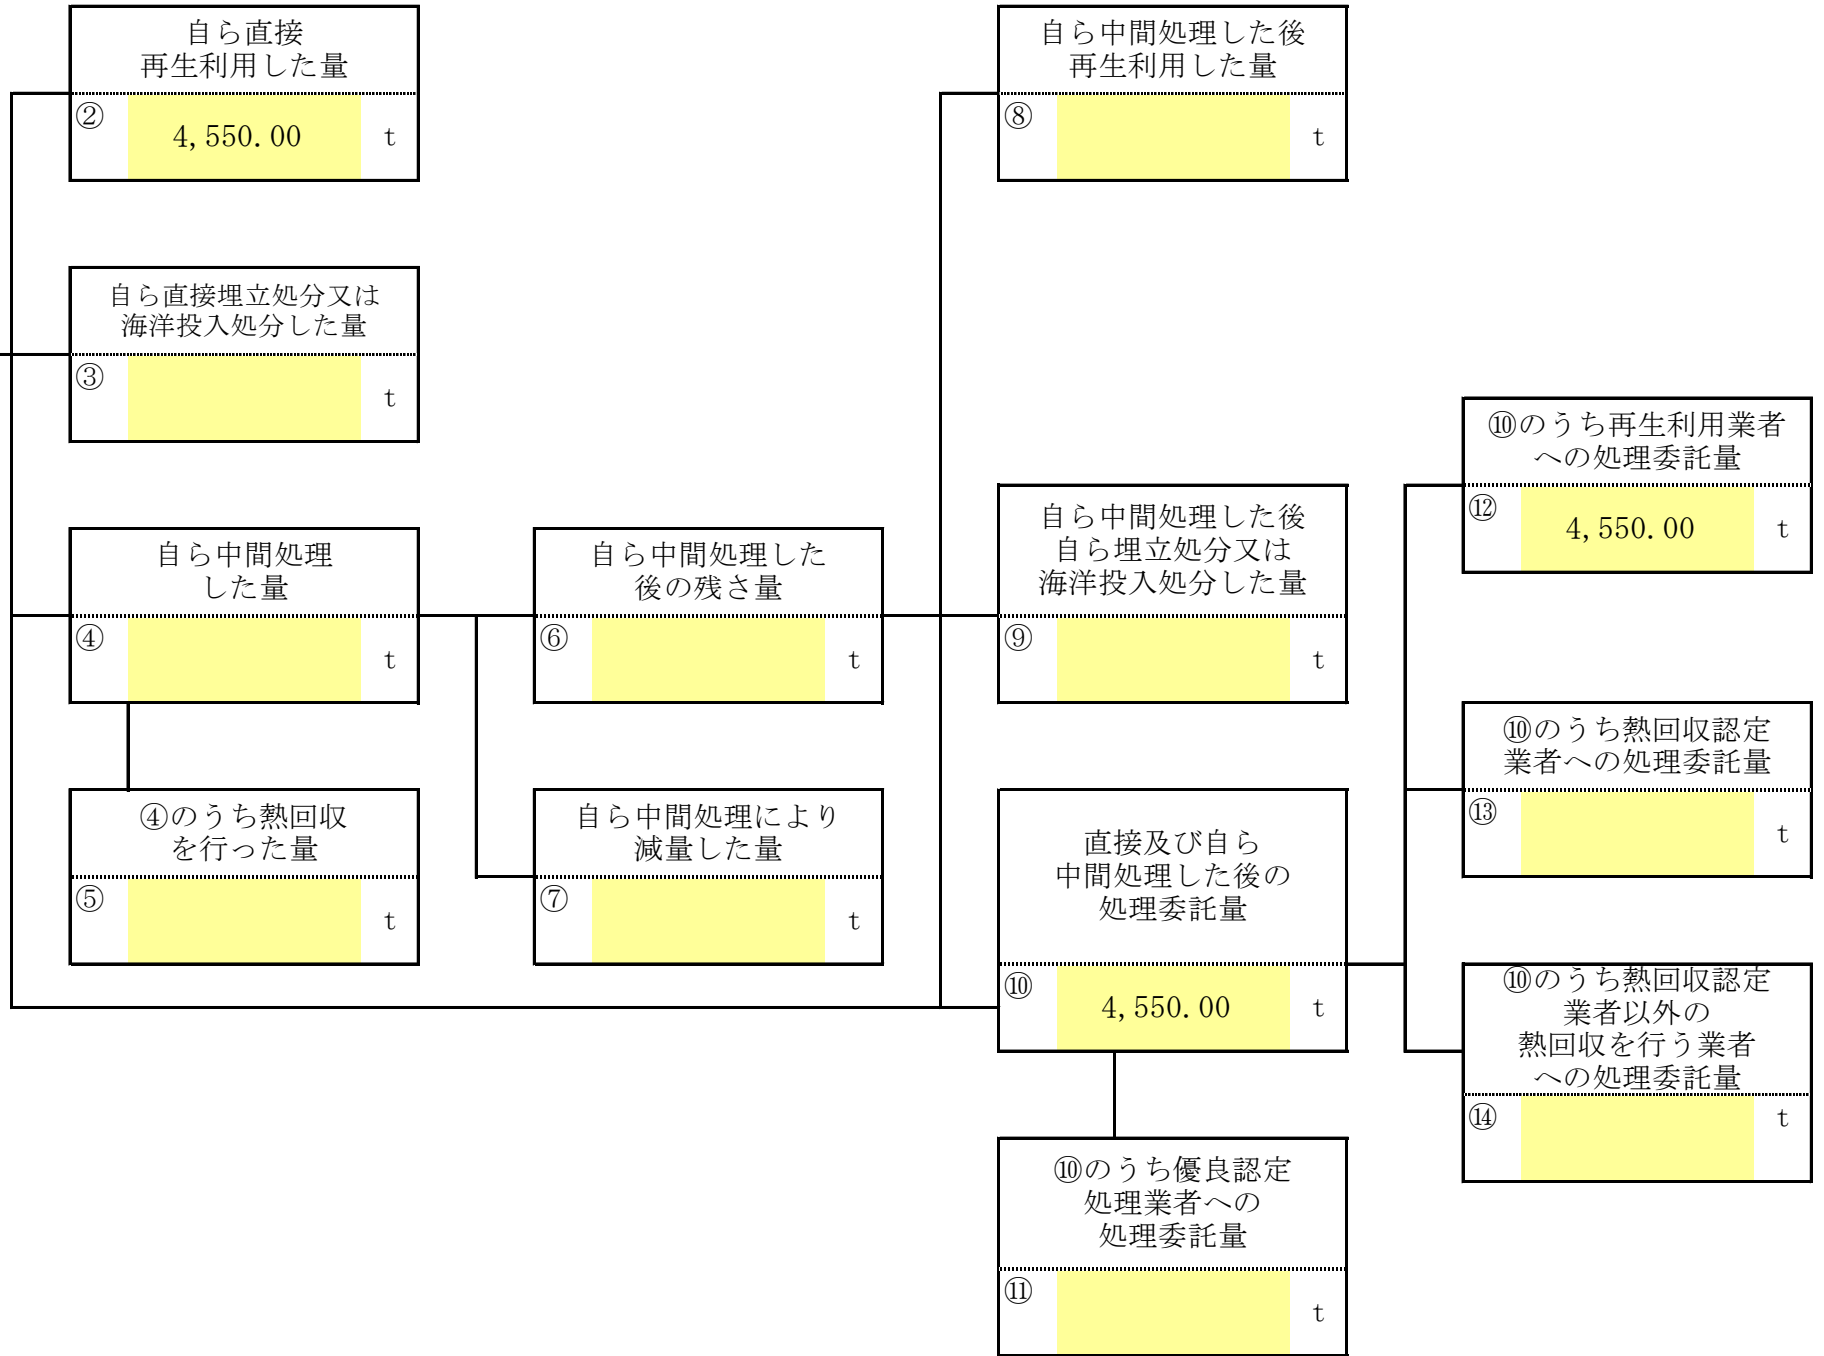 自ら直接
再生利用した量
②
4,550.00
t
自ら中間処理した後
再生利用した量
⑧
t
自ら直接埋立処分又は
海洋投入処分した量
③
t
⑩のうち再生利用業者
への処理委託量
⑫
4,550.00
t
自ら中間処理
した量
④
t
自ら中間処理した
後の残さ量
⑥
t
自ら中間処理した後
自ら埋立処分又は
海洋投入処分した量
⑨
t
⑩のうち熱回収認定
業者への処理委託量
⑬
t
④のうち熱回収
を行った量
⑤
t
自ら中間処理により
減量した量
⑦
t
直接及び自ら
中間処理した後の
処理委託量
⑩
4,550.00
t
⑩のうち熱回収認定
業者以外の
熱回収を行う業者
への処理委託量
⑭
t
⑩のうち優良認定
処理業者への
処理委託量
⑪
t